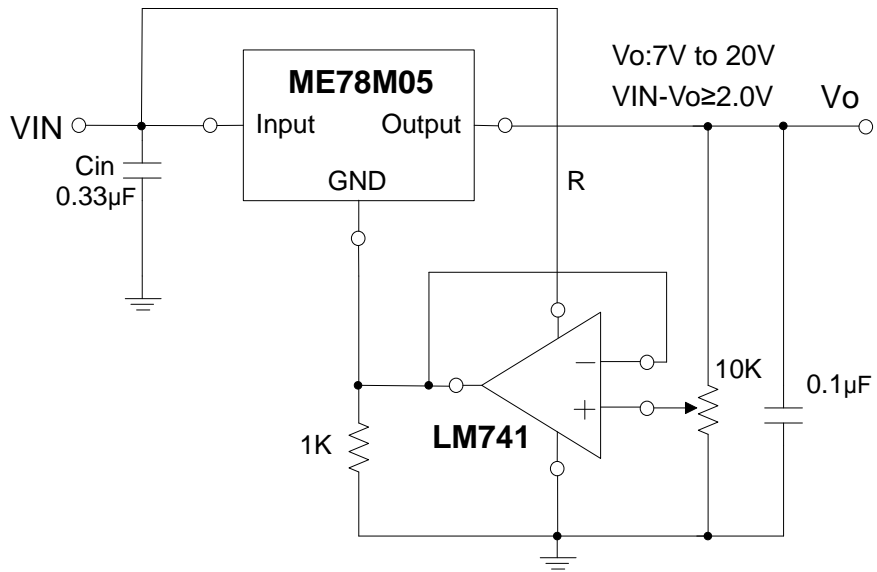 ME78M05
Vo:7V to 20V
VIN-Vo≥2.0V
VIN
Input
Output
Vo
Cin
0.33µF
GND
R
−
+
10K
0.1µF
1K
LM741